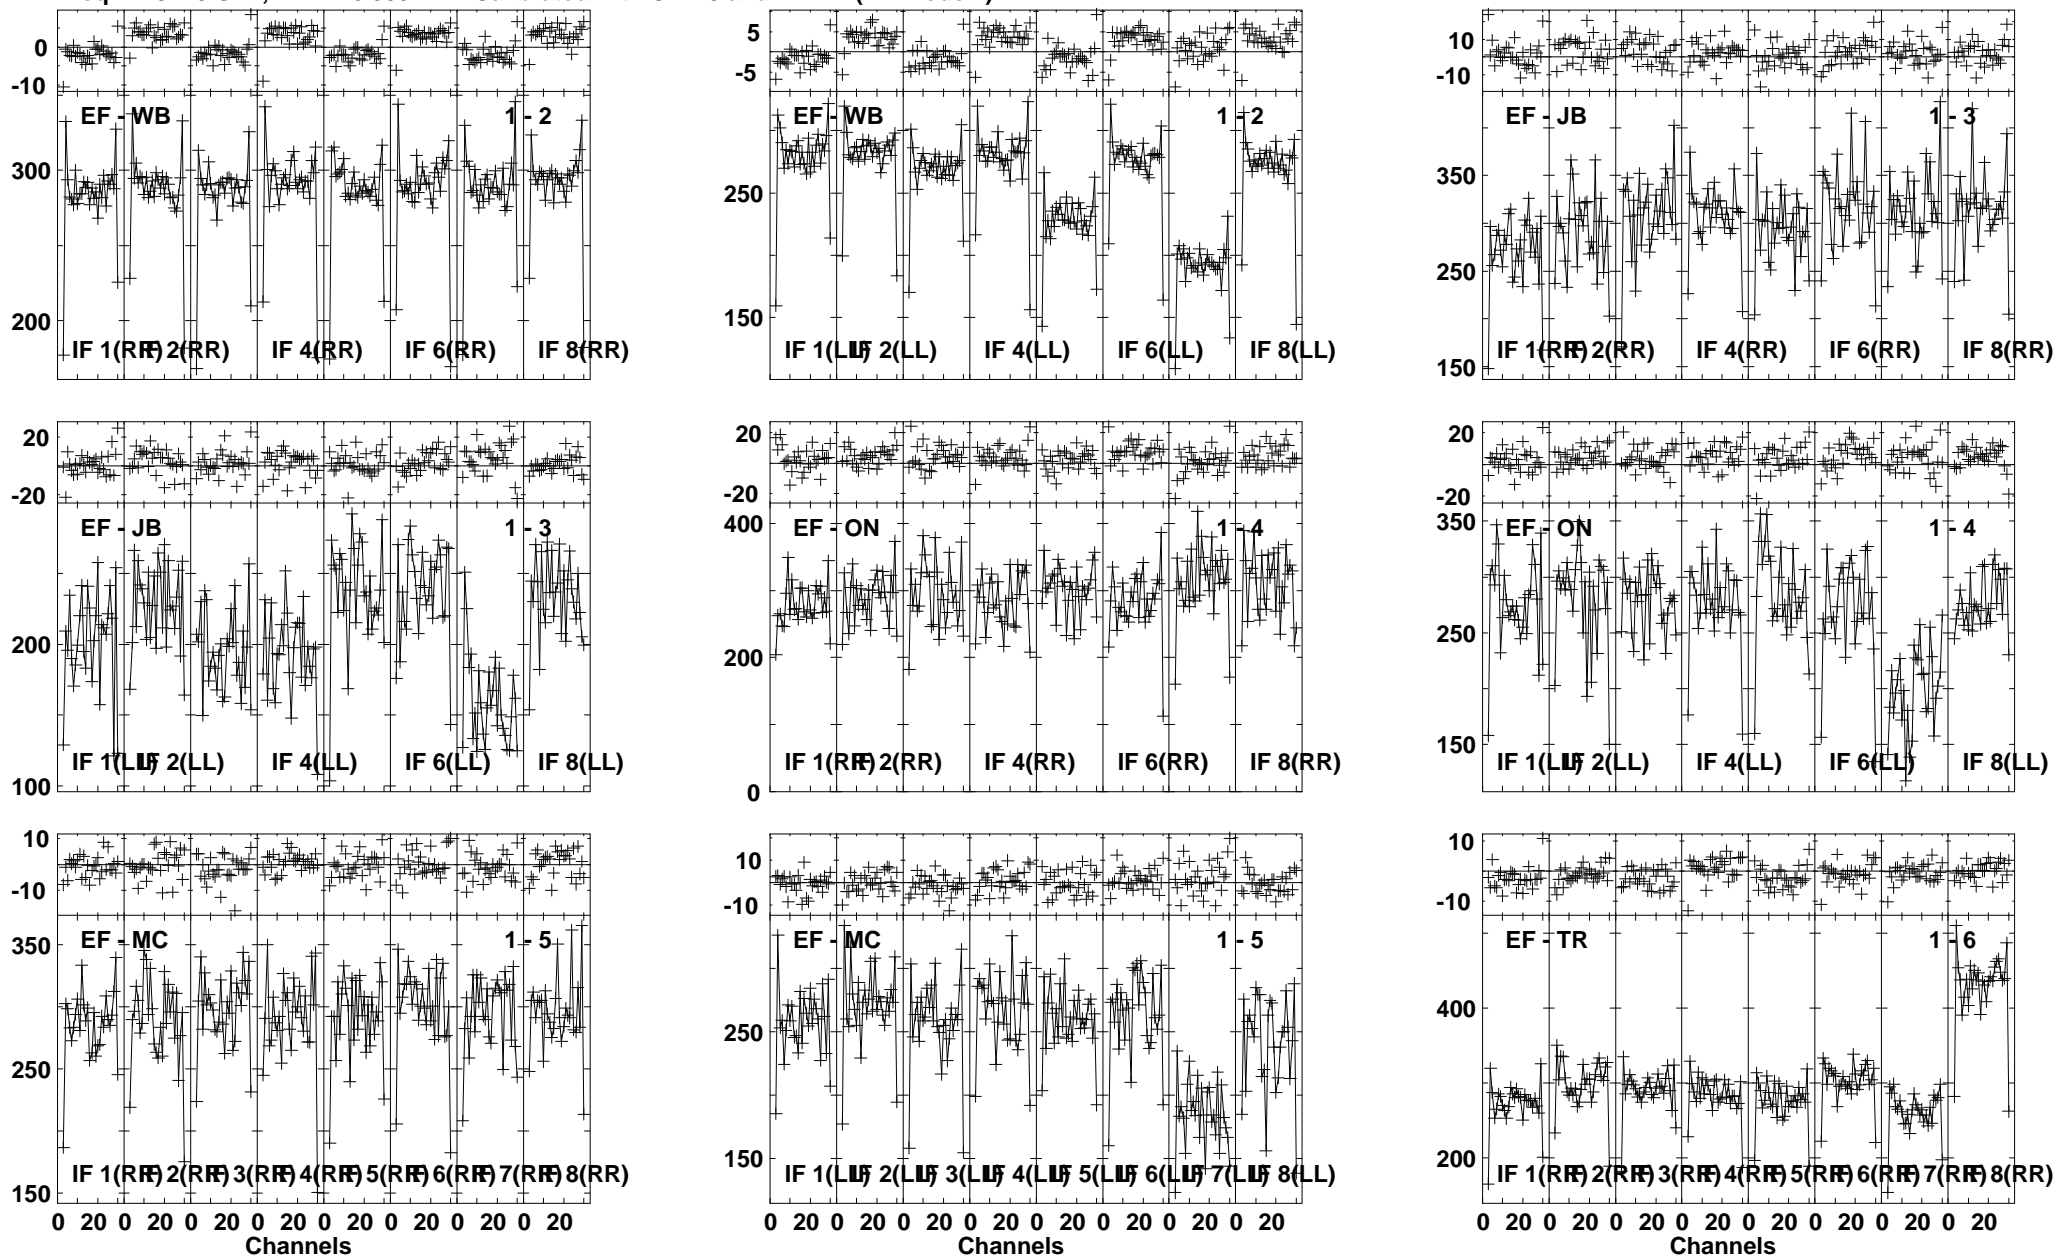 0
-10
300
200
EF - WB
1 - 2
IF 1(RR)
IF 2(RR)
IF 4(RR)
IF 6(RR)
IF 8(RR)
5
-5
250
150
EF - WB
1 - 2
IF 1(LL)
IF 2(LL)
IF 4(LL)
IF 6(LL)
IF 8(LL)
10
-10
350
250
150
EF - JB
1 - 3
IF 1(RR)
IF 2(RR)
IF 4(RR)
IF 6(RR)
IF 8(RR)
20
-20
200
100
EF - JB
1 - 3
IF 1(LL)
IF 2(LL)
IF 4(LL)
IF 6(LL)
IF 8(LL)
20
-20
400
200
0
EF - ON
1 - 4
IF 1(RR)
IF 2(RR)
IF 4(RR)
IF 6(RR)
IF 8(RR)
20
-20
350
250
150
EF - ON
1 - 4
IF 1(LL)
IF 2(LL)
IF 4(LL)
IF 6(LL)
IF 8(LL)
10
-10
350
250
150
EF - MC
1 - 5
IF 1(RR)
IF 2(RR)
IF 3(RR)
IF 4(RR)
IF 5(RR)
IF 6(RR)
IF 7(RR)
IF 8(RR)
0 20 0 20 0 20 0 20 0 20 0 20 0 20 0 20
Channels
10
-10
250
150
EF - MC
1 - 5
IF 1(LL)
IF 2(LL)
IF 3(LL)
IF 4(LL)
IF 5(LL)
IF 6(LL)
IF 7(LL)
IF 8(LL)
0 20 0 20 0 20 0 20 0 20 0 20 0 20 0 20
Channels
10
-10
400
200
EF - TR
1 - 6
IF 1(RR)
IF 2(RR)
IF 3(RR)
IF 4(RR)
IF 5(RR)
IF 6(RR)
IF 7(RR)
IF 8(RR)
0 20 0 20 0 20 0 20 0 20 0 20 0 20 0 20
Channels